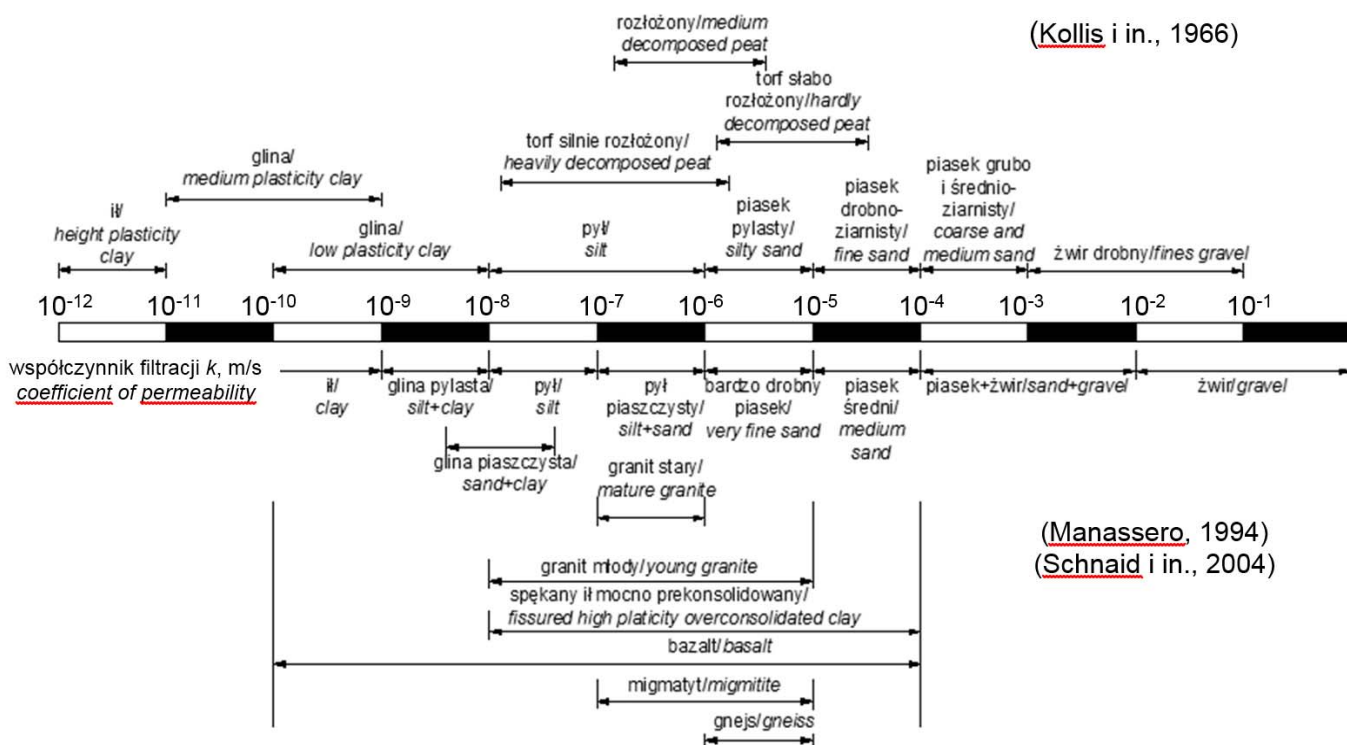 (Kollis i in., 1966)
rozłożony/medium
decomposed peat
torf słabo
rozłożony/hardly
decomposed peat
torf silnie rozłożony/
heavily decomposed peat
glina/
medium plasticity clay
ił/
height plasticity
clay
glina/
low plasticity clay
pył/
silt
piasek
pylasty/
silty sand
piasek
drobno-
ziarnisty/
fine sand
piasek grubo
i średnio-
ziarnisty/
coarse and
medium sand
żwir drobny/fines gravel
10-12 10-11 10-10 10-9 10-8 10-7 10-6 10-5 10-4 10-3 10-2 10-1
współczynnik filtracji k, m/s
coefficient of permeability
ił/
clay
glina pylasta/
silt+clay
pył/
silt
pył
piaszczysty/
silt+sand
bardzo drobny
piasek/
very fine sand
piasek
średni/
medium
sand
piasek+żwir/sand+gravel
żwir/gravel
glina piaszczysta/
sand+clay
granit stary/
mature granite
(Manassero, 1994)
(Schnaid i in., 2004)
granit młody/young granite
spękany ił mocno prekonsolidowany/
fissured high platicity overconsolidated clay
bazalt/basalt
migmatyt/migmitite
gnejs/gneiss